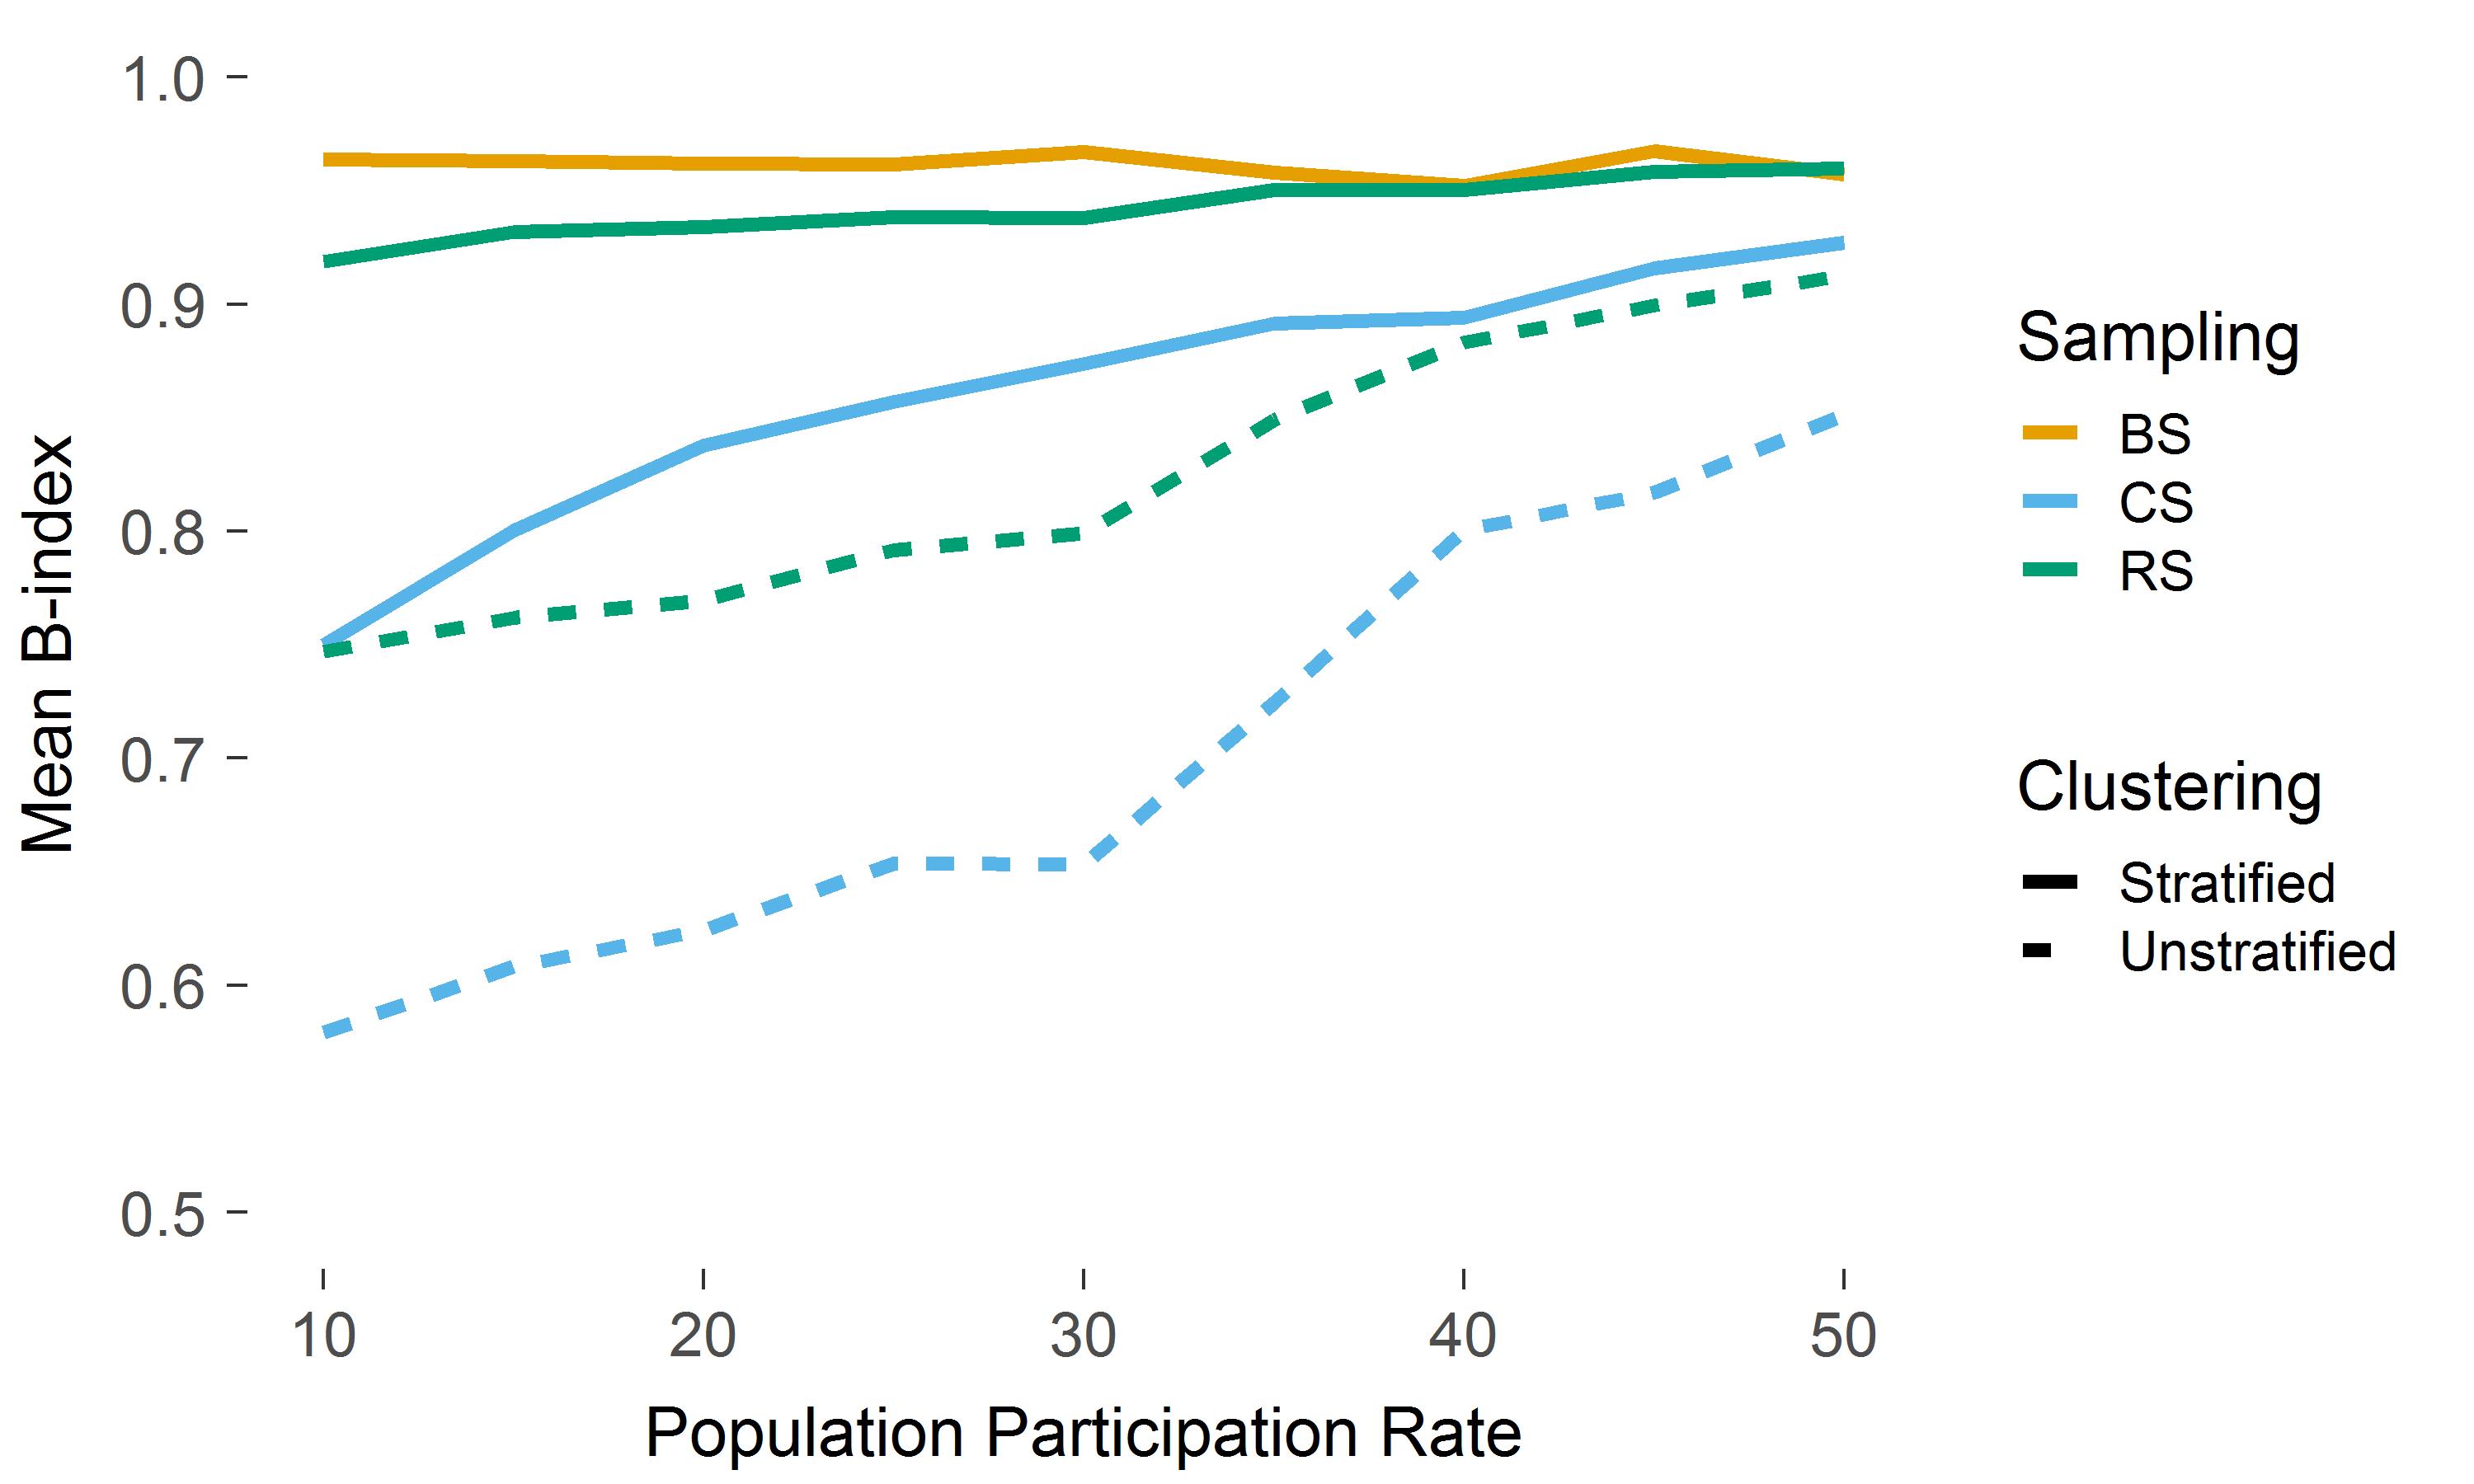 Mean B-index
1.0
0.9
0.8
0.7
0.6
0.5
10 20 30 40 50
Population Participation Rate
Sampling
BS
CS
RS
Clustering
Stratified
Unstratified